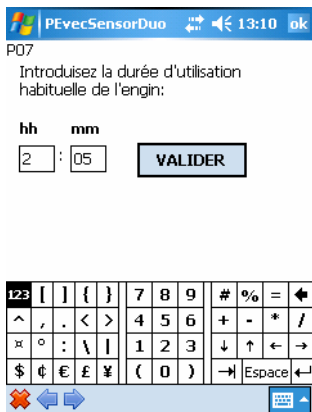 PEvecSensorDuo 13:10 ok
P07
Introduisez la durée d'utilisation
habituelle de l'engin:
hh mm
2 : 05 VALIDER
123 [ ] { } 7 8 9 # % = 🡄
^ , . < > 4 5 6 + - * /
¤ ° : \ | 1 2 3 ↓ ↑ ← →
$ ¢ € £ ¥ ( 0 ) →| Espace ↵